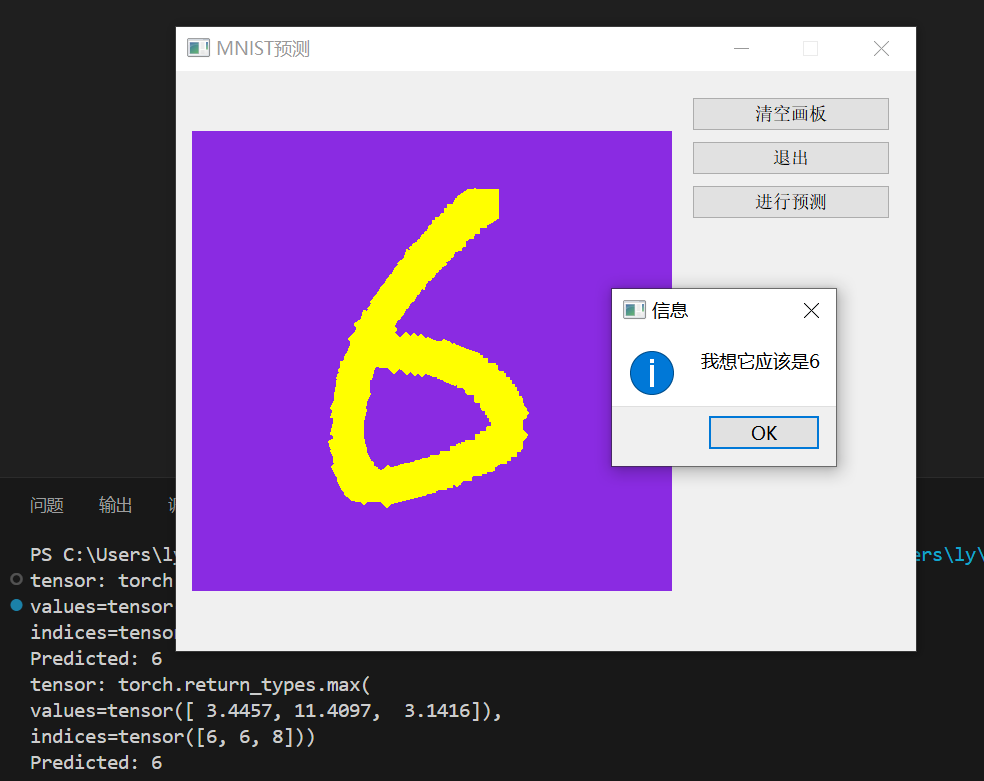 MNIST预测
清空画板
退出
进行预测
6
信息
我想它应该是6
OK
问题 输出
PS C:\Users\ly
ers\ly\
tensor: torch
values=tensor
indices=tensor
Predicted: 6
tensor: torch.return_types.max(
values=tensor([ 3.4457, 11.4097,  3.1416]),
indices=tensor([6, 6, 8]))
Predicted: 6